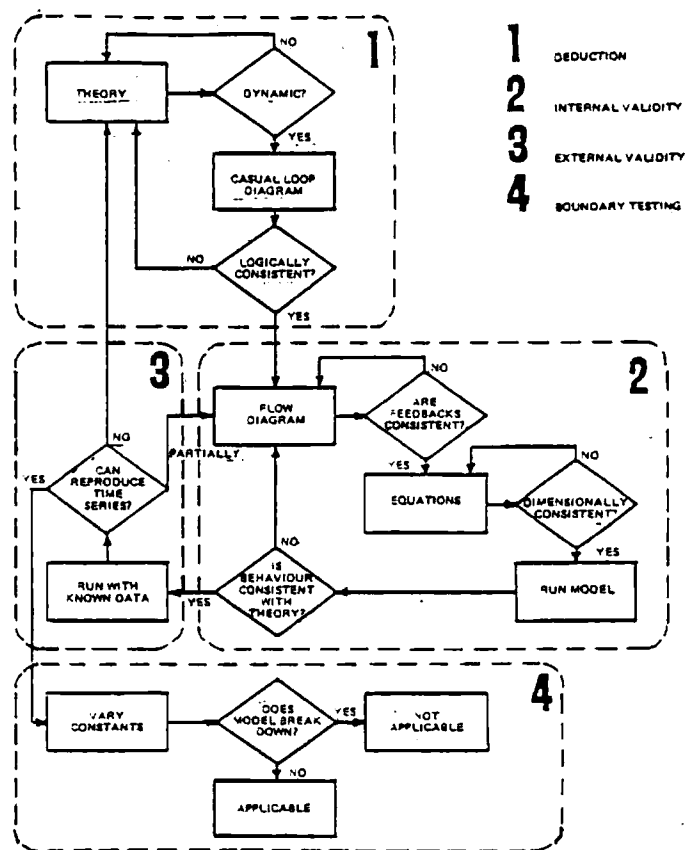 1
NO
THEORY
DYNAMIC?
YES
CASUAL LOOP
DIAGRAM
NO
LOGICALLY
CONSISTENT?
YES
1 DEDUCTION
2 INTERNAL VALIDITY
3 EXTERNAL VALIDITY
4 BOUNDARY TESTING
3
NO
PARTIALLY
YES
CAN
REPRODUCE
TIME
SERIES?
RUN WITH
KNOWN DATA
2
FLOW
DIAGRAM
NO
ARE
FEEDBACKS
CONSISTENT?
YES
EQUATIONS
NO
DIMENSIONALLY
CONSISTENT?
YES
RUN MODEL
NO
IS
BEHAVIOUR
CONSISTENT
WITH
THEORY?
YES
4
VARY
CONSTANTS
DOES
MODEL BREAK
DOWN?
YES
NOT
APPLICABLE
NO
APPLICABLE